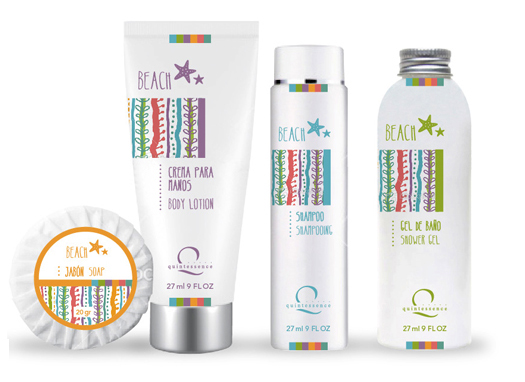 BEACH
JABÓN SOAP
20 gr
BEACH
CREMA PARA
MANOS
BODY LOTION
quintessence
27 ml 9 FL OZ
BEACH
SHAMPOO
SHAMPOOING
quintessence
27 ml 9 FL OZ
BEACH
GEL DE BAÑO
SHOWER GEL
quintessence
27 ml 9 FL OZ